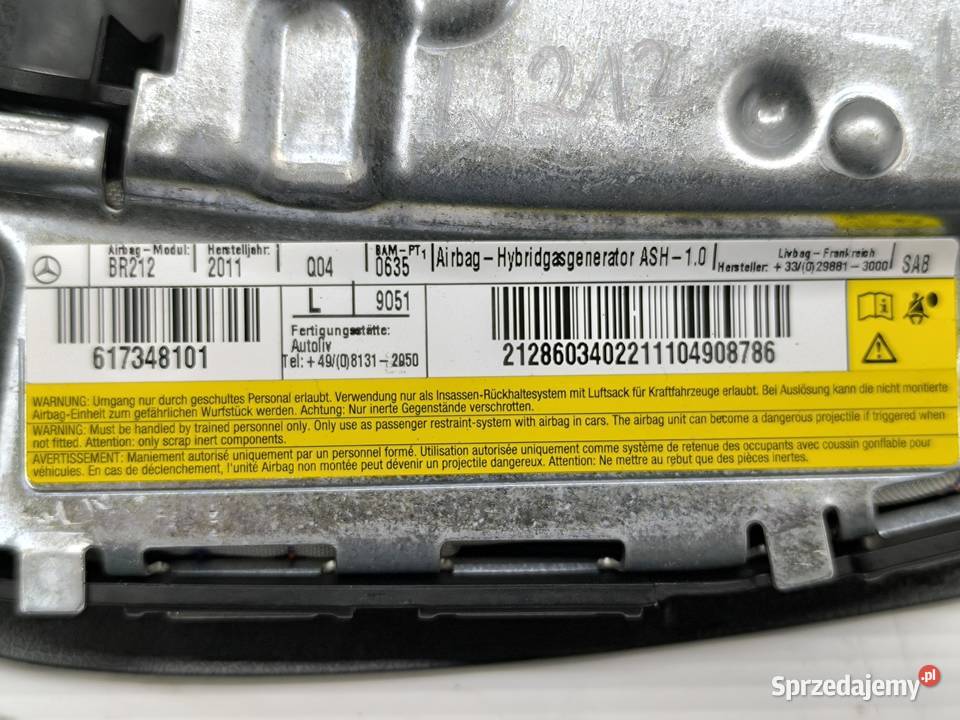 W212
Airbag-Modul: BR212
Herstelljahr: 2011
Q04
BAM-PT1 0635
Airbag-Hybridgasgenerator ASH-1.0
Livbag-Frankreich
Hersteller: +33/(0)29881-3000
SAB
L 9051
617348101
Fertigungsstätte:
Autoliv
Tel: +49/(0)8131-2950
2128603402211104908786
WARNUNG: Umgang nur durch geschultes Personal erlaubt. Verwendung nur als Insassen-Rückhaltesystem mit Luftsack für Kraftfahrzeuge erlaubt. Bei Auslösung kann die nicht montierte
Airbag-Einheit zum gefährlichen Wurfstück werden. Achtung: Nur inerte Gegenstände verschrotten.
WARNING: Must be handled by trained personnel only. Only use as passenger restraint-system with airbag in cars. The airbag unit can become a dangerous projectile if triggered when
not fitted. Attention: only scrap inert components.
AVERTISSEMENT: Maniement autorisé uniquement par un personnel formé. Utilisation autorisée uniquement comme système de retenue des occupants avec coussin gonflable pour
véhicules. En cas de déclenchement, l'unité Airbag non montée peut devenir un projectile dangereux. Attention: Ne mettre au rebut que des pièces inertes.
Sprzedajemy.pl